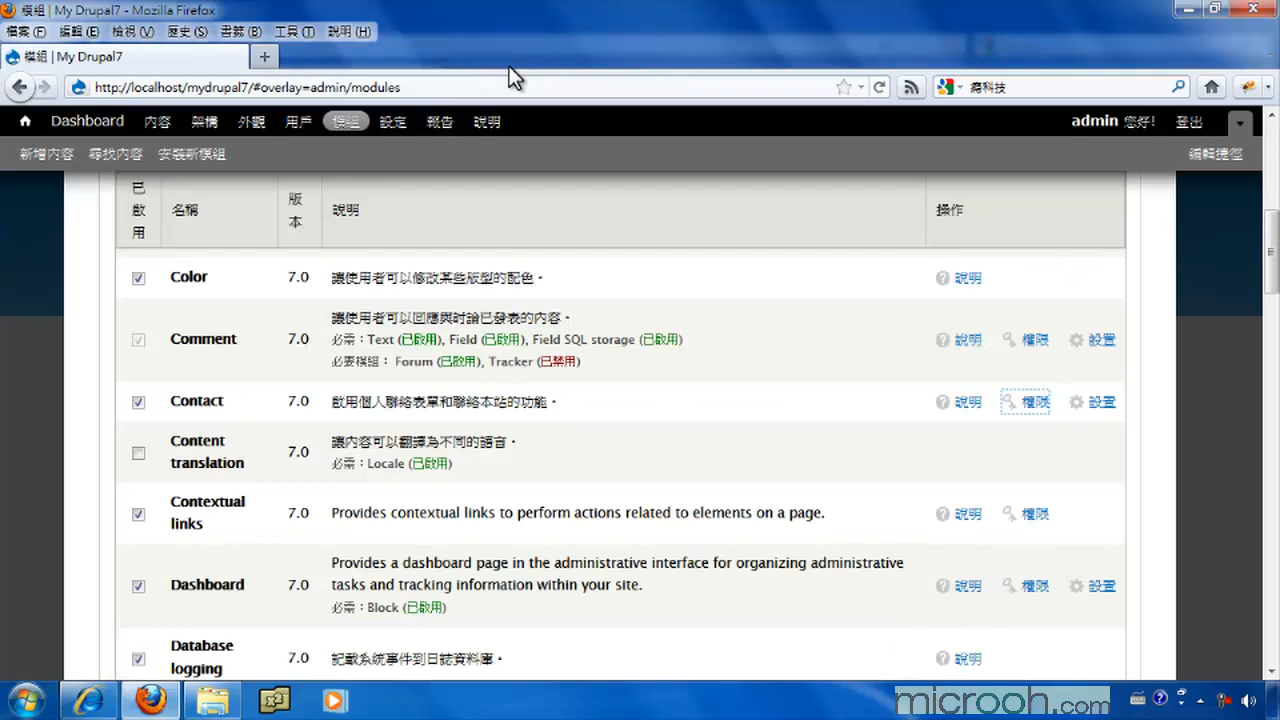 模組 | My Drupal7 - Mozilla Firefox
檔案(F) 編輯(E) 檢視(V) 歷史(S) 書籤(B) 工具(T) 說明(H)
模組 | My Drupal7
http://localhost/mydrupal7/#overlay=admin/modules
癮科技
Dashboard 內容 架構 外觀 用戶 模組 設定 報告 說明 admin 您好! 登出
新增內容 尋找內容 安裝新模組 編輯捷徑
已啟用 名稱 版本 說明 操作
Color 7.0 讓使用者可以修改某些版型的配色。 說明
Comment 7.0 讓使用者可以回應與討論已發表的內容。 說明 權限 設置
必需：Text (已啟用), Field (已啟用), Field SQL storage (已啟用)
必要模組： Forum (已啟用), Tracker (已禁用)
Contact 7.0 啟用個人聯絡表單和聯絡本站的功能。 說明 權限 設置
Content translation 7.0 讓內容可以翻譯為不同的語言。
必需：Locale (已啟用)
Contextual links 7.0 Provides contextual links to perform actions related to elements on a page. 說明 權限
Dashboard 7.0 Provides a dashboard page in the administrative interface for organizing administrative
tasks and tracking information within your site. 說明 權限 設置
必需：Block (已啟用)
Database logging 7.0 記載系統事件到日誌資料庫。 說明
microoh.com